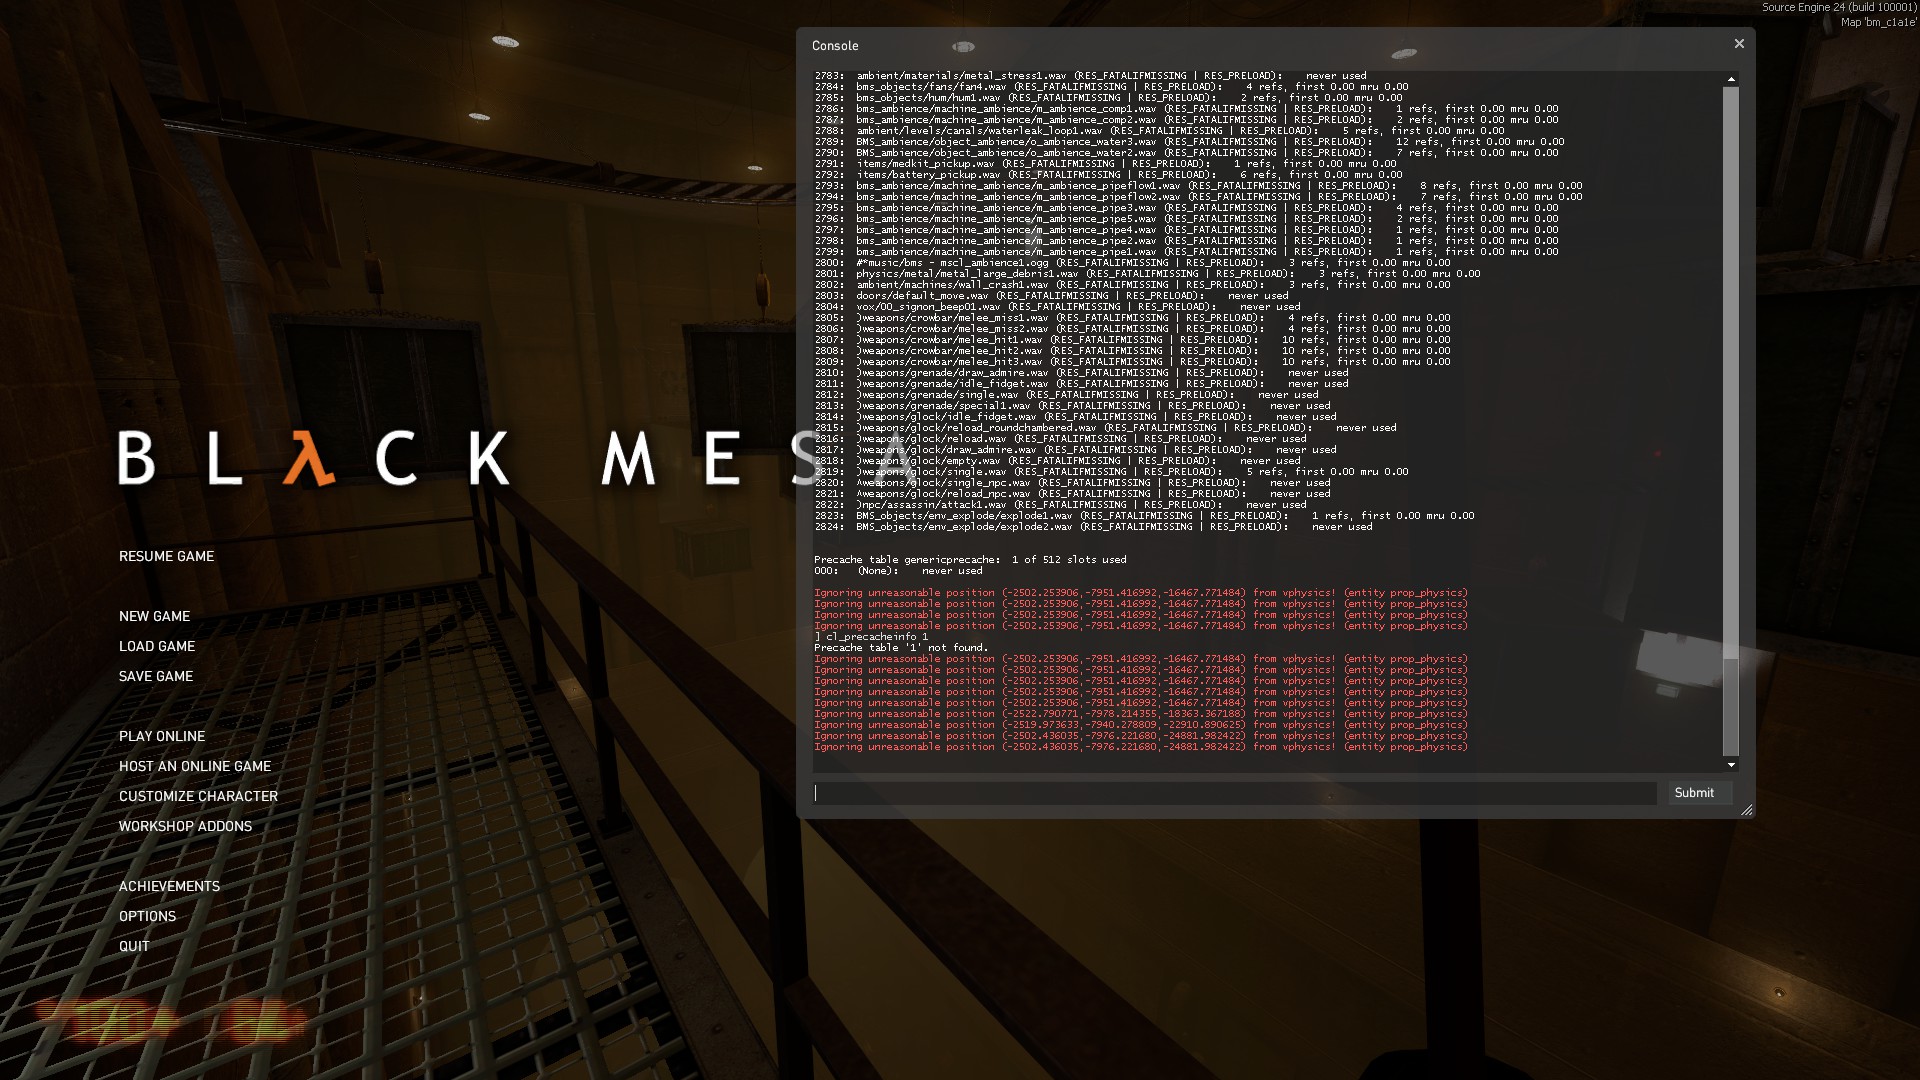 Source Engine 24 (build 100001)
Map 'bm_c1a1e'
Console
2783: ambient/materials/metal_stress1.wav (RES_FATALIFMISSING | RES_PRELOAD): never used
2784: bms_objects/fans/fan4.wav (RES_FATALIFMISSING | RES_PRELOAD): 4 refs, first 0.00 mru 0.00
2785: bms_objects/hum/hum1.wav (RES_FATALIFMISSING | RES_PRELOAD): 2 refs, first 0.00 mru 0.00
2786: bms_ambience/machine_ambience/m_ambience_comp1.wav (RES_FATALIFMISSING | RES_PRELOAD): 1 refs, first 0.00 mru 0.00
2787: bms_ambience/machine_ambience/m_ambience_comp2.wav (RES_FATALIFMISSING | RES_PRELOAD): 2 refs, first 0.00 mru 0.00
2788: ambient/levels/canals/waterleak_loop1.wav (RES_FATALIFMISSING | RES_PRELOAD): 5 refs, first 0.00 mru 0.00
2789: BMS_ambience/object_ambience/o_ambience_water3.wav (RES_FATALIFMISSING | RES_PRELOAD): 12 refs, first 0.00 mru 0.00
2790: BMS_ambience/object_ambience/o_ambience_water2.wav (RES_FATALIFMISSING | RES_PRELOAD): 7 refs, first 0.00 mru 0.00
2791: items/medkit_pickup.wav (RES_FATALIFMISSING | RES_PRELOAD): 1 refs, first 0.00 mru 0.00
2792: items/battery_pickup.wav (RES_FATALIFMISSING | RES_PRELOAD): 6 refs, first 0.00 mru 0.00
2793: bms_ambience/machine_ambience/m_ambience_pipeflow1.wav (RES_FATALIFMISSING | RES_PRELOAD): 8 refs, first 0.00 mru 0.00
2794: bms_ambience/machine_ambience/m_ambience_pipeflow2.wav (RES_FATALIFMISSING | RES_PRELOAD): 7 refs, first 0.00 mru 0.00
2795: bms_ambience/machine_ambience/m_ambience_pipe3.wav (RES_FATALIFMISSING | RES_PRELOAD): 4 refs, first 0.00 mru 0.00
2796: bms_ambience/machine_ambience/m_ambience_pipe5.wav (RES_FATALIFMISSING | RES_PRELOAD): 2 refs, first 0.00 mru 0.00
2797: bms_ambience/machine_ambience/m_ambience_pipe4.wav (RES_FATALIFMISSING | RES_PRELOAD): 1 refs, first 0.00 mru 0.00
2798: bms_ambience/machine_ambience/m_ambience_pipe2.wav (RES_FATALIFMISSING | RES_PRELOAD): 1 refs, first 0.00 mru 0.00
2799: bms_ambience/machine_ambience/m_ambience_pipe1.wav (RES_FATALIFMISSING | RES_PRELOAD): 1 refs, first 0.00 mru 0.00
2800: #*music/bms - mscl_ambience1.ogg (RES_FATALIFMISSING | RES_PRELOAD): 3 refs, first 0.00 mru 0.00
2801: physics/metal/metal_large_debris1.wav (RES_FATALIFMISSING | RES_PRELOAD): 3 refs, first 0.00 mru 0.00
2802: ambient/machines/wall_crash1.wav (RES_FATALIFMISSING | RES_PRELOAD): 3 refs, first 0.00 mru 0.00
2803: doors/default_move.wav (RES_FATALIFMISSING | RES_PRELOAD): never used
2804: vox/00_signon_beep01.wav (RES_FATALIFMISSING | RES_PRELOAD): never used
2805: )weapons/crowbar/melee_miss1.wav (RES_FATALIFMISSING | RES_PRELOAD): 4 refs, first 0.00 mru 0.00
2806: )weapons/crowbar/melee_miss2.wav (RES_FATALIFMISSING | RES_PRELOAD): 4 refs, first 0.00 mru 0.00
2807: )weapons/crowbar/melee_hit1.wav (RES_FATALIFMISSING | RES_PRELOAD): 10 refs, first 0.00 mru 0.00
2808: )weapons/crowbar/melee_hit2.wav (RES_FATALIFMISSING | RES_PRELOAD): 10 refs, first 0.00 mru 0.00
2809: )weapons/crowbar/melee_hit3.wav (RES_FATALIFMISSING | RES_PRELOAD): 10 refs, first 0.00 mru 0.00
2810: )weapons/grenade/draw_admire.wav (RES_FATALIFMISSING | RES_PRELOAD): never used
2811: )weapons/grenade/idle_fidget.wav (RES_FATALIFMISSING | RES_PRELOAD): never used
2812: )weapons/grenade/single.wav (RES_FATALIFMISSING | RES_PRELOAD): never used
2813: )weapons/grenade/special1.wav (RES_FATALIFMISSING | RES_PRELOAD): never used
2814: )weapons/glock/idle_fidget.wav (RES_FATALIFMISSING | RES_PRELOAD): never used
2815: )weapons/glock/reload_roundchambered.wav (RES_FATALIFMISSING | RES_PRELOAD): never used
2816: )weapons/glock/reload.wav (RES_FATALIFMISSING | RES_PRELOAD): never used
2817: )weapons/glock/draw_admire.wav (RES_FATALIFMISSING | RES_PRELOAD): never used
2818: )weapons/glock/empty.wav (RES_FATALIFMISSING | RES_PRELOAD): never used
2819: )weapons/glock/single.wav (RES_FATALIFMISSING | RES_PRELOAD): 5 refs, first 0.00 mru 0.00
2820: ^weapons/glock/single_npc.wav (RES_FATALIFMISSING | RES_PRELOAD): never used
2821: ^weapons/glock/reload_npc.wav (RES_FATALIFMISSING | RES_PRELOAD): never used
2822: )npc/assassin/attack1.wav (RES_FATALIFMISSING | RES_PRELOAD): never used
2823: BMS_objects/env_explode/explode1.wav (RES_FATALIFMISSING | RES_PRELOAD): 1 refs, first 0.00 mru 0.00
2824: BMS_objects/env_explode/explode2.wav (RES_FATALIFMISSING | RES_PRELOAD): never used
Precache table genericprecache: 1 of 512 slots used
000: (None): never used
Ignoring unreasonable position (-2502.253906,-7951.416992,-16467.771484) from vphysics! (entity prop_physics)
Ignoring unreasonable position (-2502.253906,-7951.416992,-16467.771484) from vphysics! (entity prop_physics)
Ignoring unreasonable position (-2502.253906,-7951.416992,-16467.771484) from vphysics! (entity prop_physics)
Ignoring unreasonable position (-2502.253906,-7951.416992,-16467.771484) from vphysics! (entity prop_physics)
] cl_precacheinfo 1
Precache table '1' not found.
Ignoring unreasonable position (-2502.253906,-7951.416992,-16467.771484) from vphysics! (entity prop_physics)
Ignoring unreasonable position (-2502.253906,-7951.416992,-16467.771484) from vphysics! (entity prop_physics)
Ignoring unreasonable position (-2502.253906,-7951.416992,-16467.771484) from vphysics! (entity prop_physics)
Ignoring unreasonable position (-2502.253906,-7951.416992,-16467.771484) from vphysics! (entity prop_physics)
Ignoring unreasonable position (-2502.253906,-7951.416992,-16467.771484) from vphysics! (entity prop_physics)
Ignoring unreasonable position (-2522.790771,-7978.214355,-18363.367188) from vphysics! (entity prop_physics)
Ignoring unreasonable position (-2519.973633,-7940.278809,-22910.890625) from vphysics! (entity prop_physics)
Ignoring unreasonable position (-2502.436035,-7976.221680,-24881.982422) from vphysics! (entity prop_physics)
Ignoring unreasonable position (-2502.436035,-7976.221680,-24881.982422) from vphysics! (entity prop_physics)
Submit
BLλCK MESA
RESUME GAME
NEW GAME
LOAD GAME
SAVE GAME
PLAY ONLINE
HOST AN ONLINE GAME
CUSTOMIZE CHARACTER
WORKSHOP ADDONS
ACHIEVEMENTS
OPTIONS
QUIT